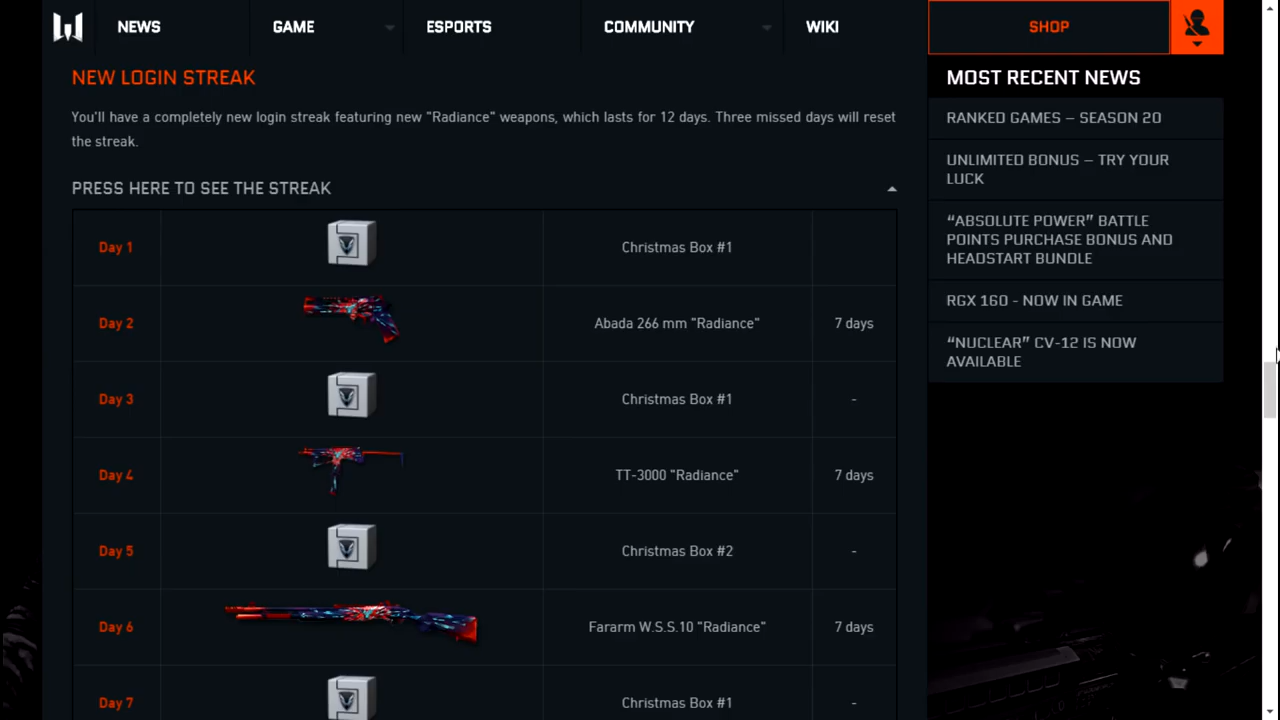 NEWS
GAME
ESPORTS
COMMUNITY
WIKI
SHOP
NEW LOGIN STREAK
You'll have a completely new login streak featuring new "Radiance" weapons, which lasts for 12 days. Three missed days will reset
the streak.
PRESS HERE TO SEE THE STREAK
Day 1 Christmas Box #1
Day 2 Abada 266 mm "Radiance" 7 days
Day 3 Christmas Box #1 -
Day 4 TT-3000 "Radiance" 7 days
Day 5 Christmas Box #2 -
Day 6 Fararm W.S.S.10 "Radiance" 7 days
Day 7 Christmas Box #1 -
MOST RECENT NEWS
RANKED GAMES – SEASON 20
UNLIMITED BONUS – TRY YOUR
LUCK
“ABSOLUTE POWER” BATTLE
POINTS PURCHASE BONUS AND
HEADSTART BUNDLE
RGX 160 - NOW IN GAME
“NUCLEAR” CV-12 IS NOW
AVAILABLE